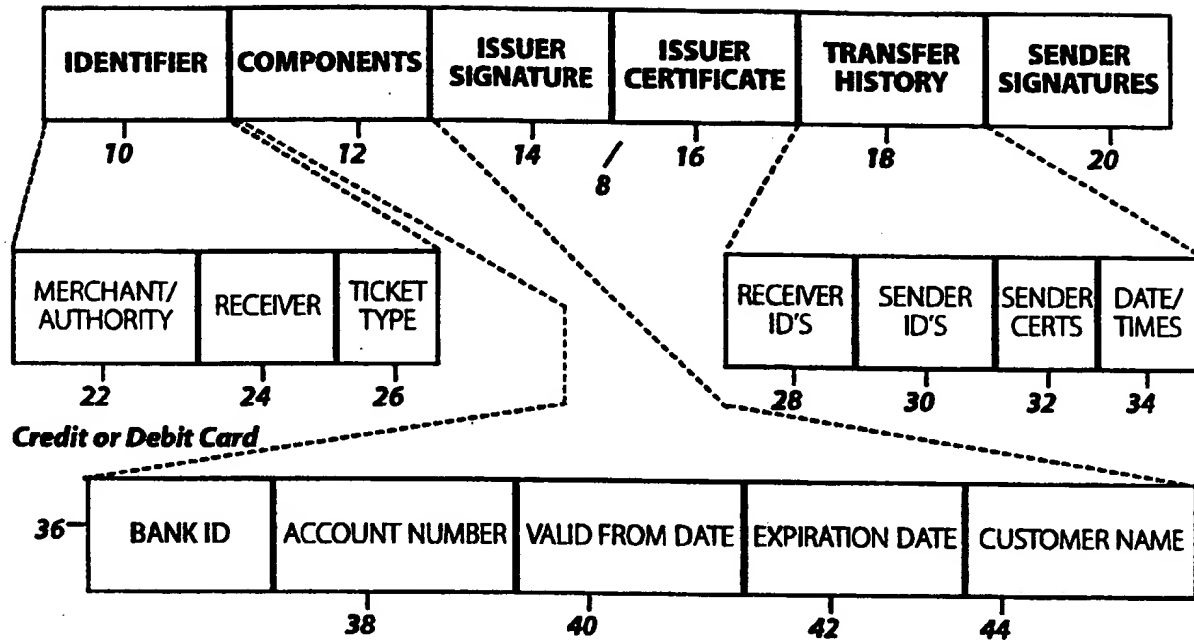 IDENTIFIER COMPONENTS ISSUER SIGNATURE ISSUER CERTIFICATE TRANSFER HISTORY SENDER SIGNATURES
10 12 14 8 16 18 20
MERCHANT/ AUTHORITY RECEIVER TICKET TYPE RECEIVER ID'S SENDER ID'S SENDER CERTS DATE/ TIMES
22 24 26 28 30 32 34
Credit or Debit Card
36 BANK ID ACCOUNT NUMBER VALID FROM DATE EXPIRATION DATE CUSTOMER NAME
38 40 42 44